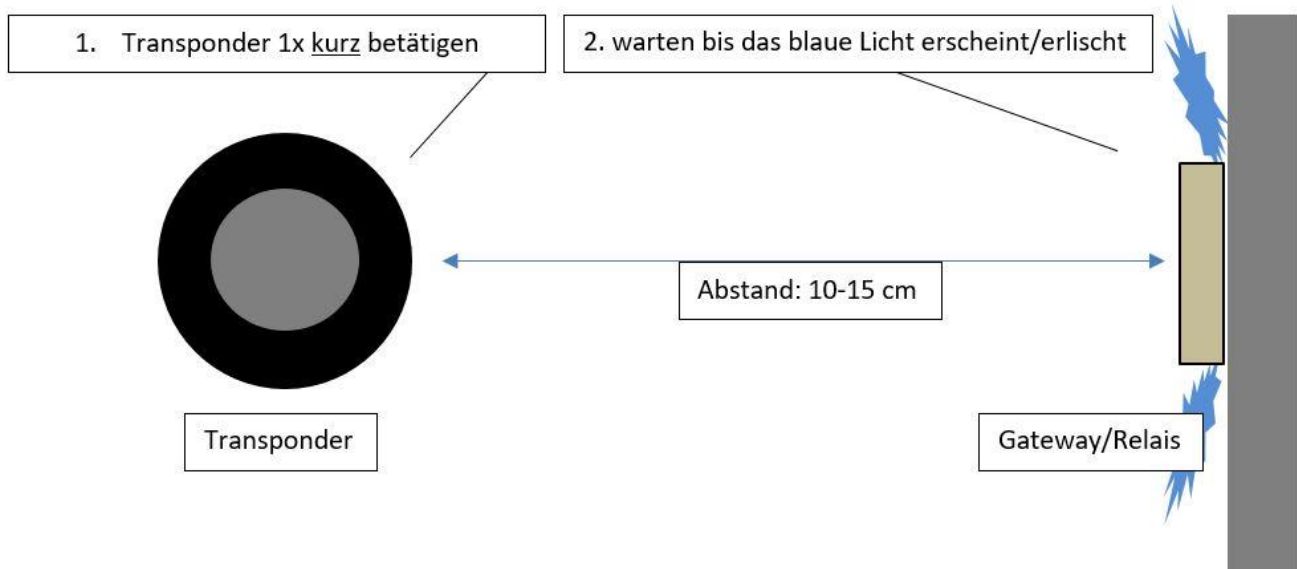 1. Transponder 1x kurz betätigen
2. warten bis das blaue Licht erscheint/erlischt
Abstand: 10-15 cm
Transponder
Gateway/Relais